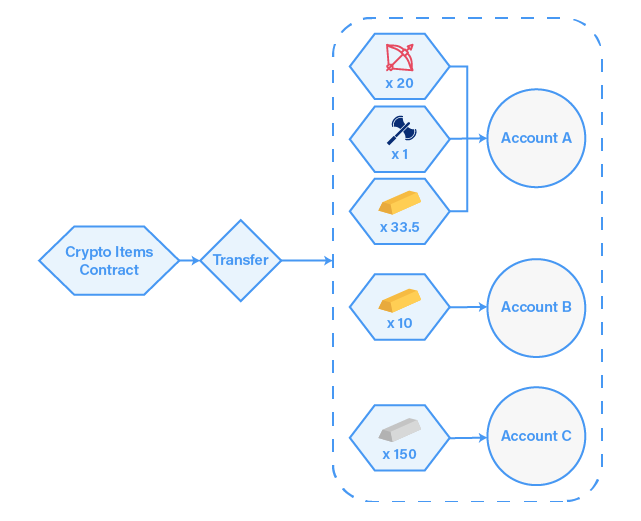 Crypto Items
Contract
Transfer
x 20
x 1
x 33.5
Account A
x 10
Account B
x 150
Account C